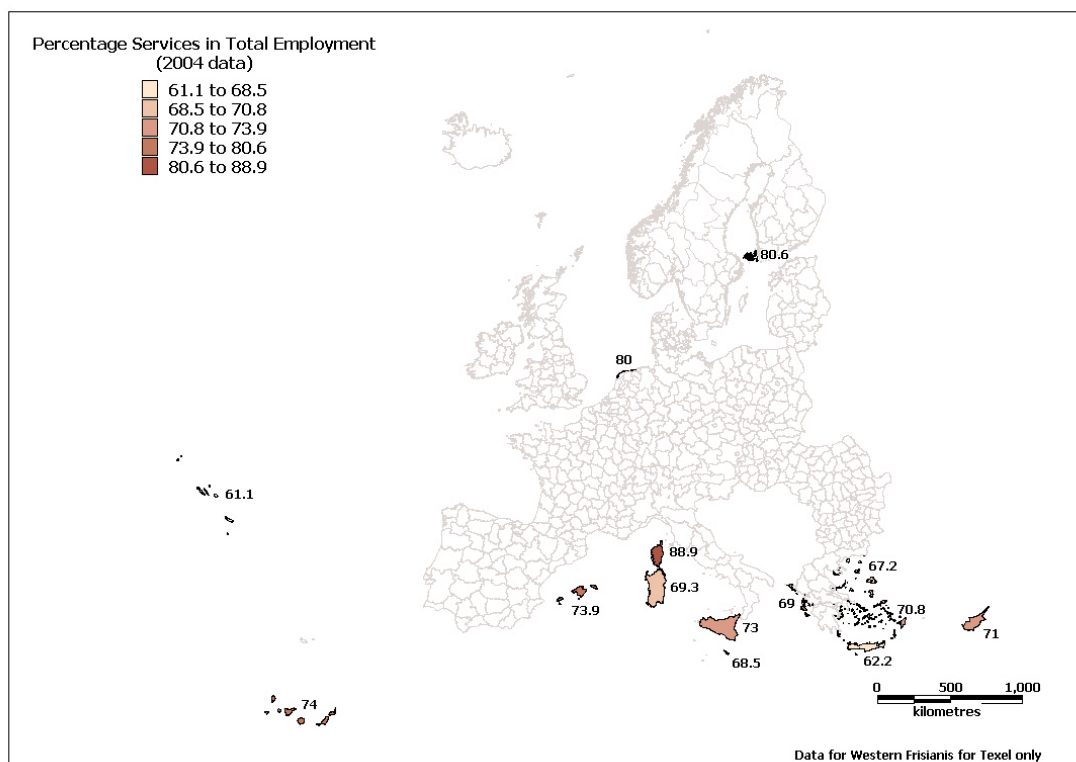 Percentage Services in Total Employment
(2004 data)
61.1 to 68.5
68.5 to 70.8
70.8 to 73.9
73.9 to 80.6
80.6 to 88.9
80.6
80
61.1
88.9
67.2
69.3
73.9
69
70.8
73
71
68.5
62.2
74
0 500 1,000
kilometres
Data for Western Frisianis for Texel only